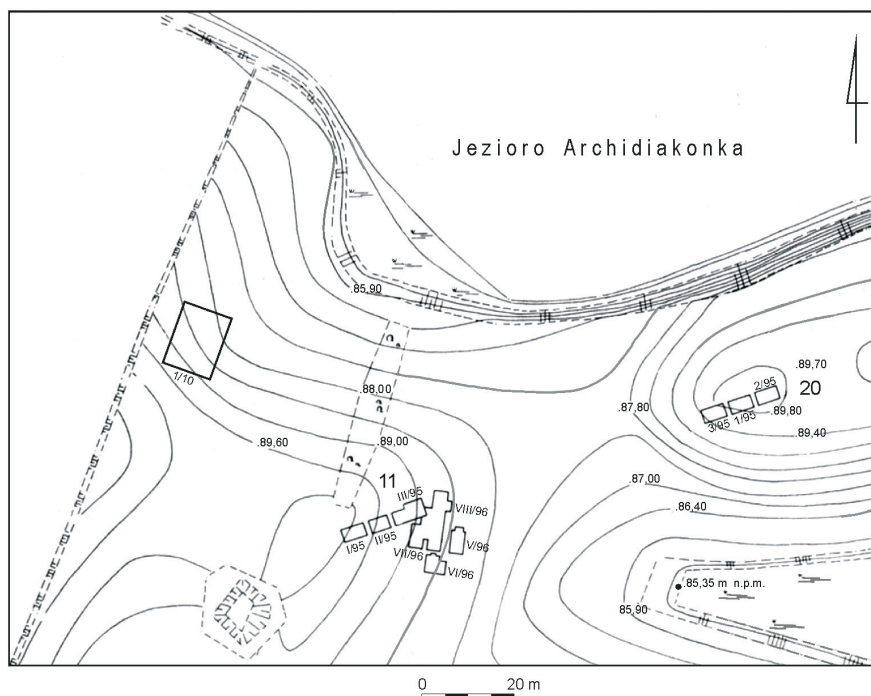 Jezioro Archidiakonka
.85,90
.89,70
2/95
20
1/10
.88,00
.87,80
3/95
1/95
.89,80
.89,60
.89,00
.89,40
11
III/95
.87,00
VIII/96
.86,40
I/95
II/95
VII/96
V/96
VI/96
.85,35 m n.p.m.
85,90
0 20 m